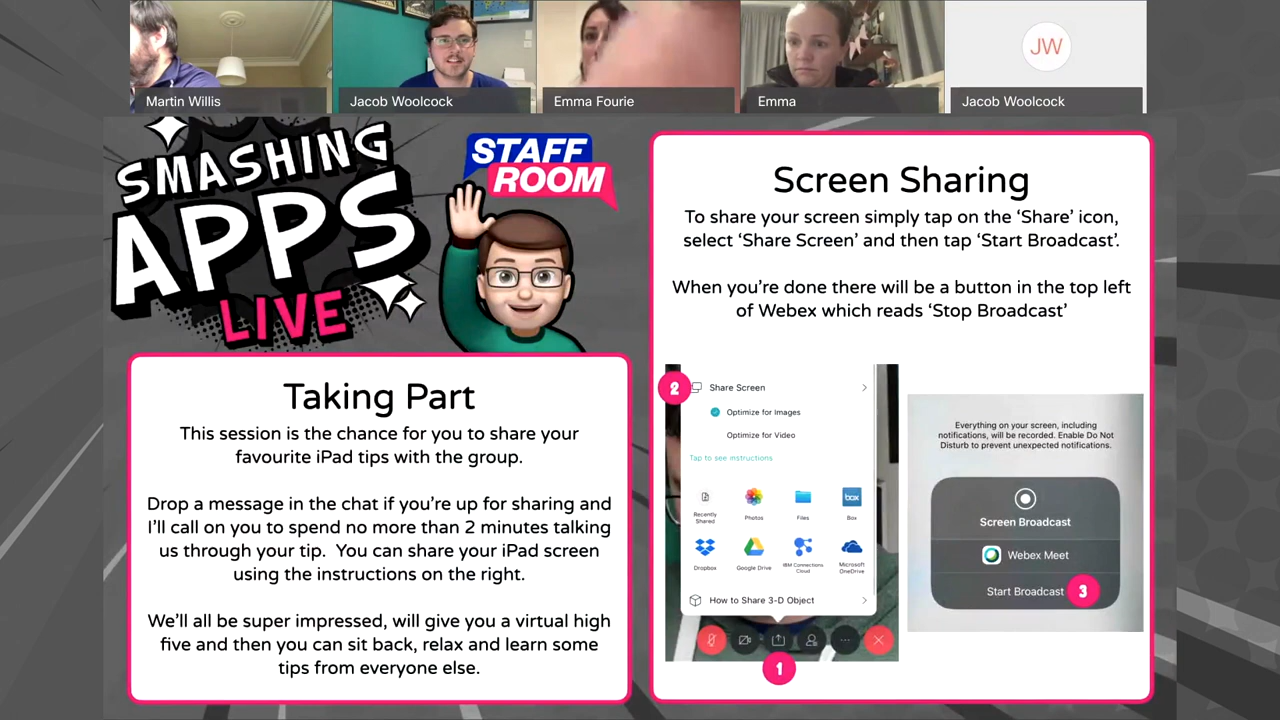 Martin Willis
Jacob Woolcock
Emma Fourie
Emma
JW
Jacob Woolcock
SMASHING
APPS
LIVE
STAFF
ROOM
Taking Part
This session is the chance for you to share your
favourite iPad tips with the group.
Drop a message in the chat if you're up for sharing and
I'll call on you to spend no more than 2 minutes talking
us through your tip. You can share your iPad screen
using the instructions on the right.
We'll all be super impressed, will give you a virtual high
five and then you can sit back, relax and learn some
tips from everyone else.
Screen Sharing
To share your screen simply tap on the 'Share' icon,
select 'Share Screen' and then tap 'Start Broadcast'.
When you're done there will be a button in the top left
of Webex which reads 'Stop Broadcast'
2
Share Screen
Optimize for Images
Optimize for Video
Tap to see instructions
Recently
Shared
Photos
Files
Box
box
Dropbox
Google Drive
IBM Connections
Cloud
Microsoft
OneDrive
How to Share 3-D Object
1
Everything on your screen, including
notifications, will be recorded. Enable Do Not
Disturb to prevent unexpected notifications.
Screen Broadcast
Webex Meet
Start Broadcast
3